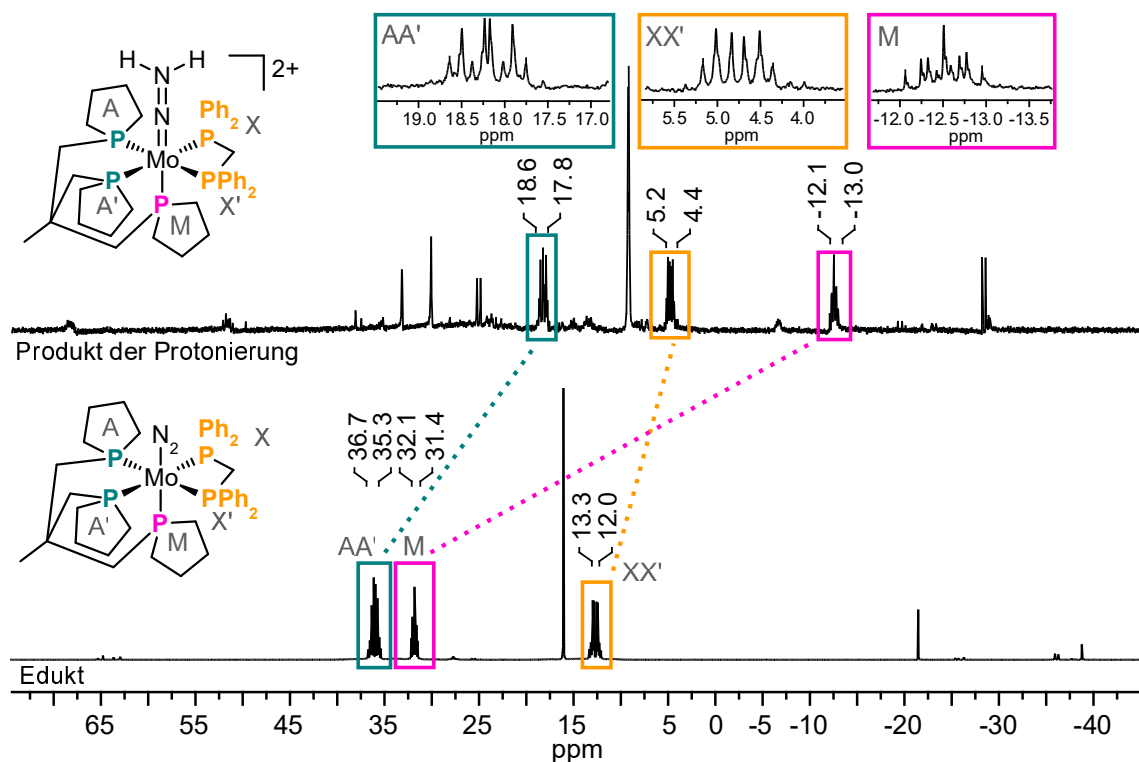 AA'
19.0 18.5 18.0 17.5 17.0
ppm
XX'
5.5 5.0 4.5 4.0
ppm
M
-12.0 -12.5 -13.0 -13.5
ppm
H H
N
N
]2+
A
P
Ph2
P
X
Mo
P
A'
PPh2
X'
P
M
18.6
17.8
5.2
4.4
-12.1
-13.0
Produkt der Protonierung
A
N2
P
Ph2
P
X
Mo
P
A'
PPh2
X'
P
M
36.7
35.3
32.1
31.4
13.3
12.0
AA'
M
XX'
Edukt
65 55 45 35 25 15 5 0 -5 -10 -20 -30 -40
ppm